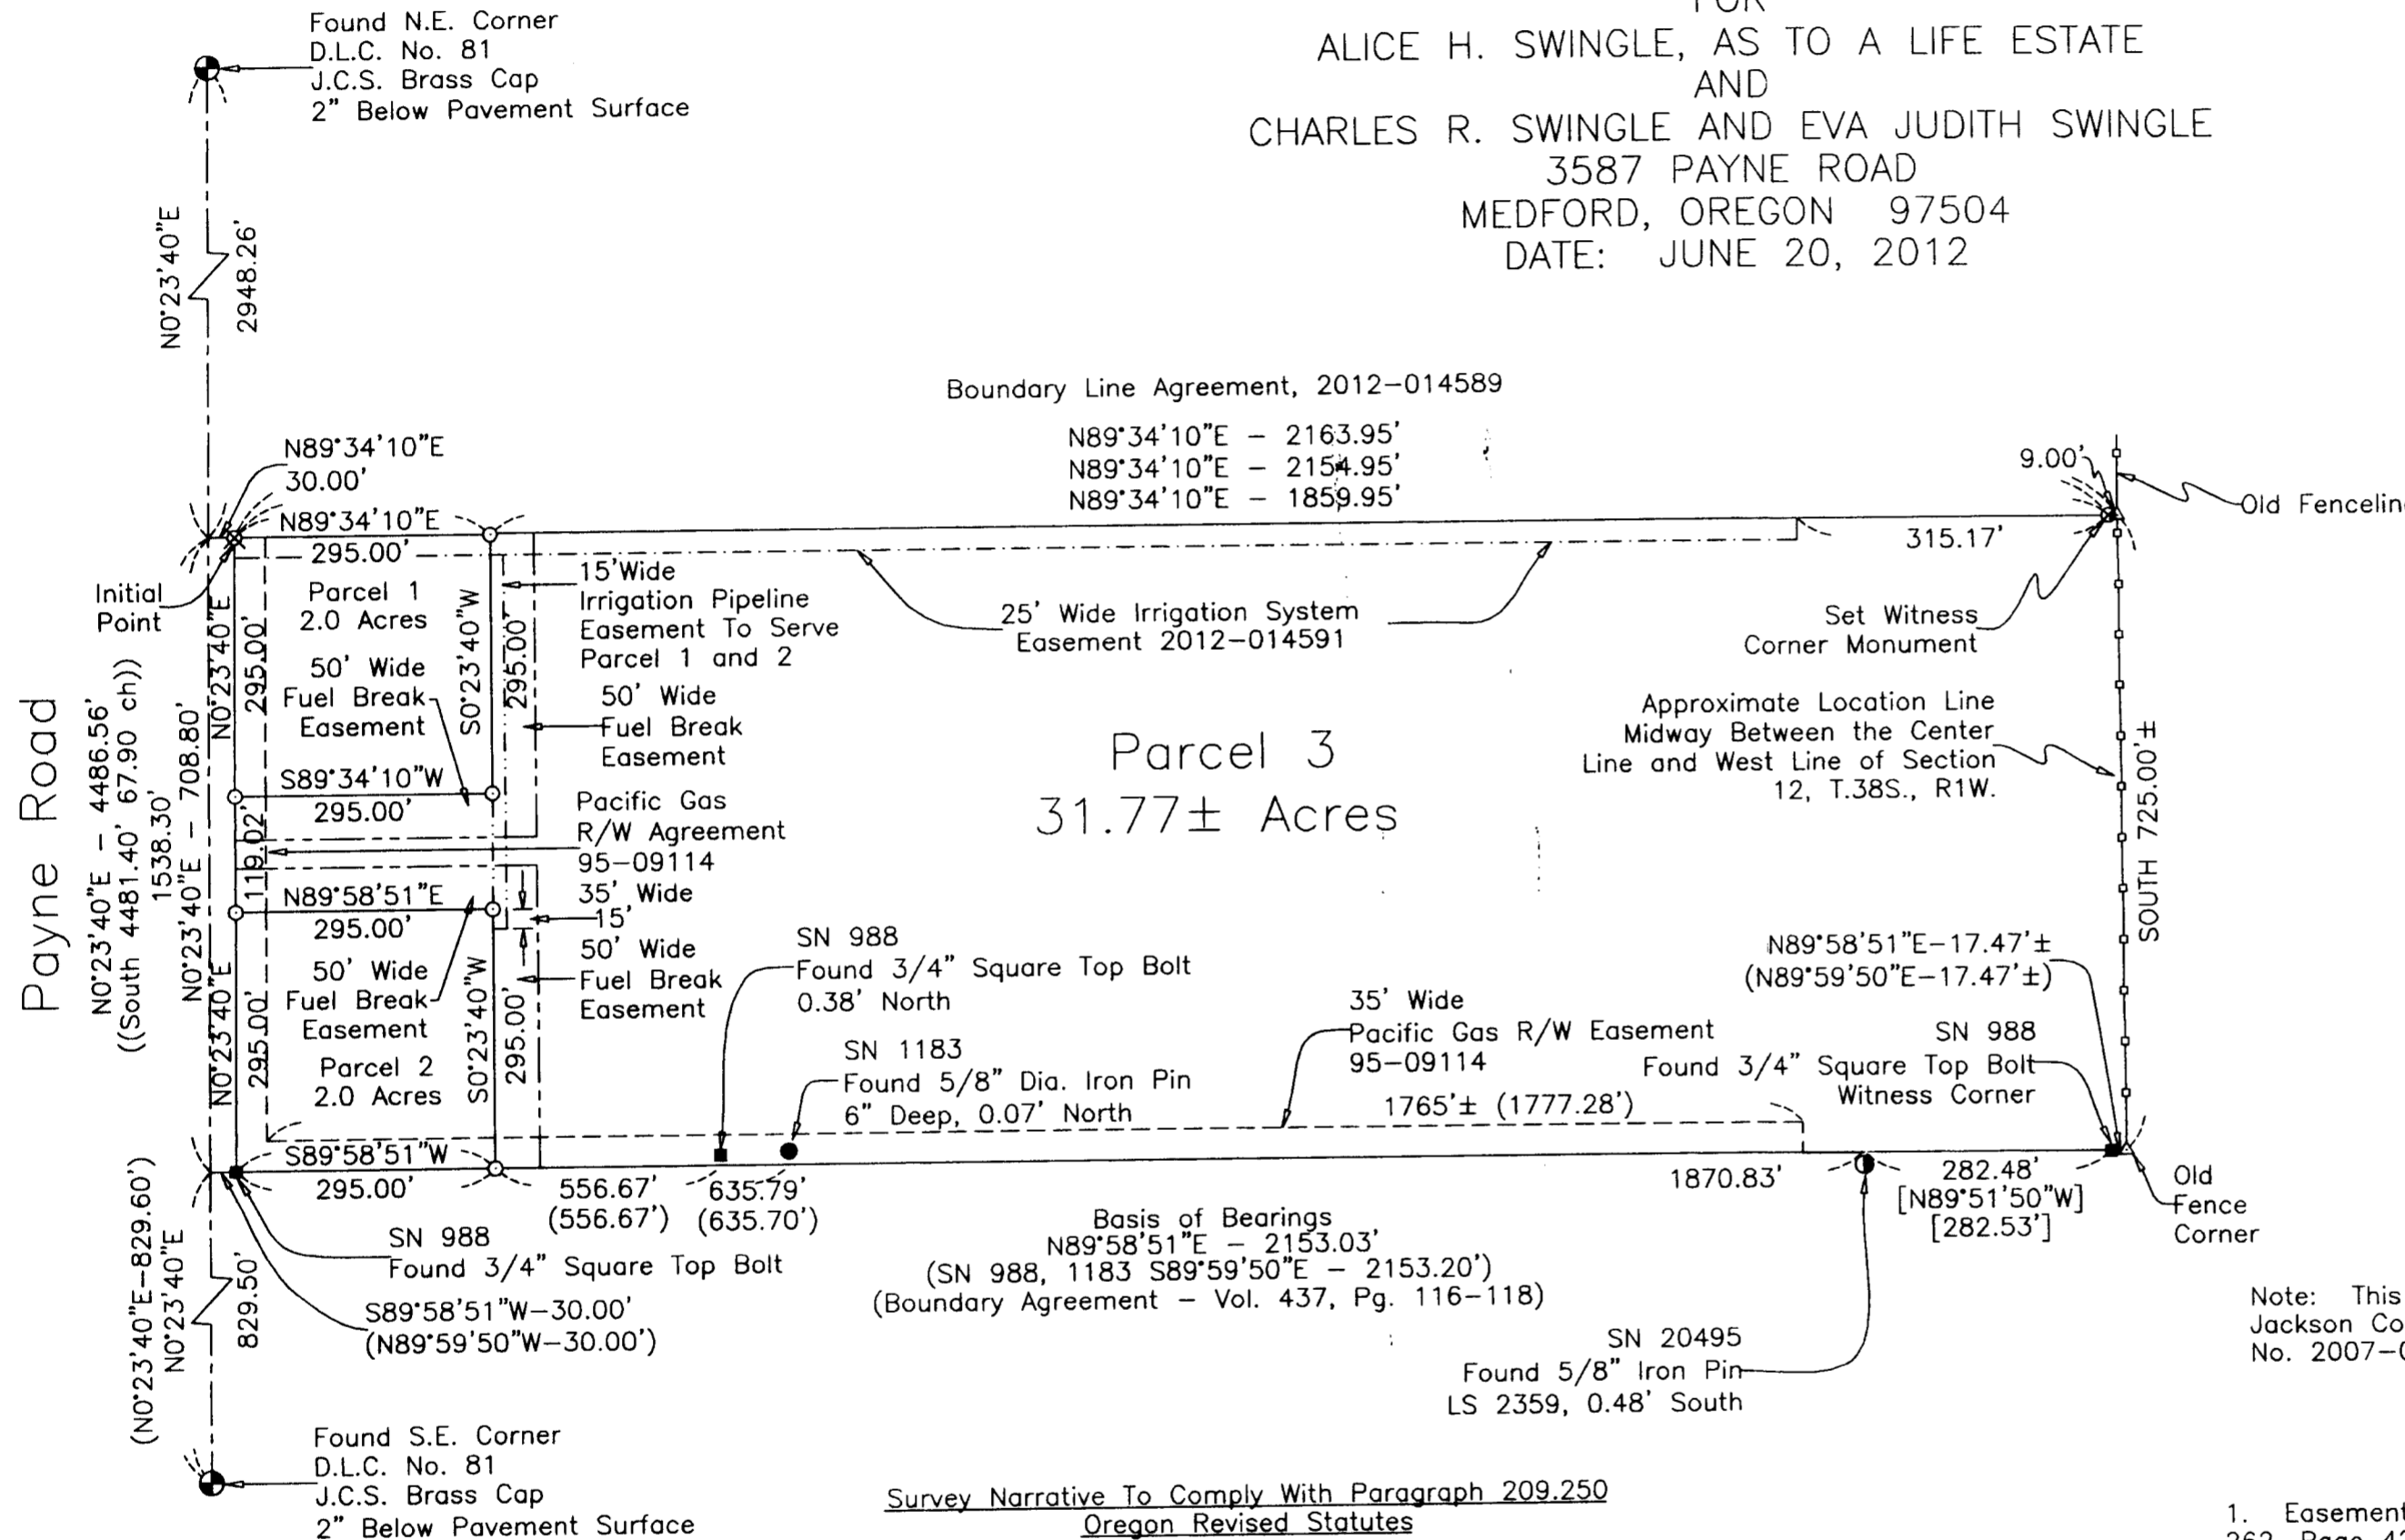 FOR
ALICE H. SWINGLE, AS TO A LIFE ESTATE
AND
CHARLES R. SWINGLE AND EVA JUDITH SWINGLE
3587 PAYNE ROAD
MEDFORD, OREGON 97504
DATE: JUNE 20, 2012
Found N.E. Corner
D.L.C. No. 81
J.C.S. Brass Cap
2" Below Pavement Surface
N0°23'40"E
2948.26'
Boundary Line Agreement, 2012-014589
N89°34'10"E - 2163.95'
N89°34'10"E - 2154.95'
N89°34'10"E - 1859.95'
N89°34'10"E
30.00'
N89°34'10"E
295.00'
9.00'
Old Fencelin
315.17'
Initial
Point
Parcel 1
2.0 Acres
50' Wide
Fuel Break
Easement
N0°23'40"E
295.00'
S0°23'40"W
295.00'
15'Wide
Irrigation Pipeline
Easement To Serve
Parcel 1 and 2
50' Wide
Fuel Break
Easement
25' Wide Irrigation System
Easement 2012-014591
Set Witness
Corner Monument
Approximate Location Line
Midway Between the Center
Line and West Line of Section
12, T.38S., R1W.
SOUTH 725.00'±
Parcel 3
31.77± Acres
Payne Road
N0°23'40"E - 4486.56'
((South 4481.40' 67.90 ch))
1538.30'
N0°23'40"E - 708.80'
S89°34'10"W
295.00'
119.02'
Pacific Gas
R/W Agreement
95-09114
35' Wide
15'
N89°58'51"E
295.00'
50' Wide
Fuel Break
Easement
50' Wide
Fuel Break
Easement
Parcel 2
2.0 Acres
N0°23'40"E
295.00'
S0°23'40"W
295.00'
SN 988
Found 3/4" Square Top Bolt
0.38' North
SN 1183
Found 5/8" Dia. Iron Pin
6" Deep, 0.07' North
35' Wide
Pacific Gas R/W Easement
95-09114
1765'± (1777.28')
N89°58'51"E-17.47'±
(N89°59'50"E-17.47'±)
SN 988
Found 3/4" Square Top Bolt
Witness Corner
S89°58'51"W
295.00'
556.67'
(556.67')
635.79'
(635.70')
1870.83'
282.48'
[N89°51'50"W]
[282.53']
Old
Fence
Corner
(N0°23'40"E-829.60')
N0°23'40"E
829.50'
SN 988
Found 3/4" Square Top Bolt
S89°58'51"W-30.00'
(N89°59'50"W-30.00')
Basis of Bearings
N89°58'51"E - 2153.03'
(SN 988, 1183 S89°59'50"E - 2153.20')
(Boundary Agreement - Vol. 437, Pg. 116-118)
SN 20495
Found 5/8" Iron Pin
LS 2359, 0.48' South
Note: This
Jackson Co
No. 2007-0
Found S.E. Corner
D.L.C. No. 81
J.C.S. Brass Cap
2" Below Pavement Surface
Survey Narrative To Comply With Paragraph 209.250
Oregon Revised Statutes
1. Easement